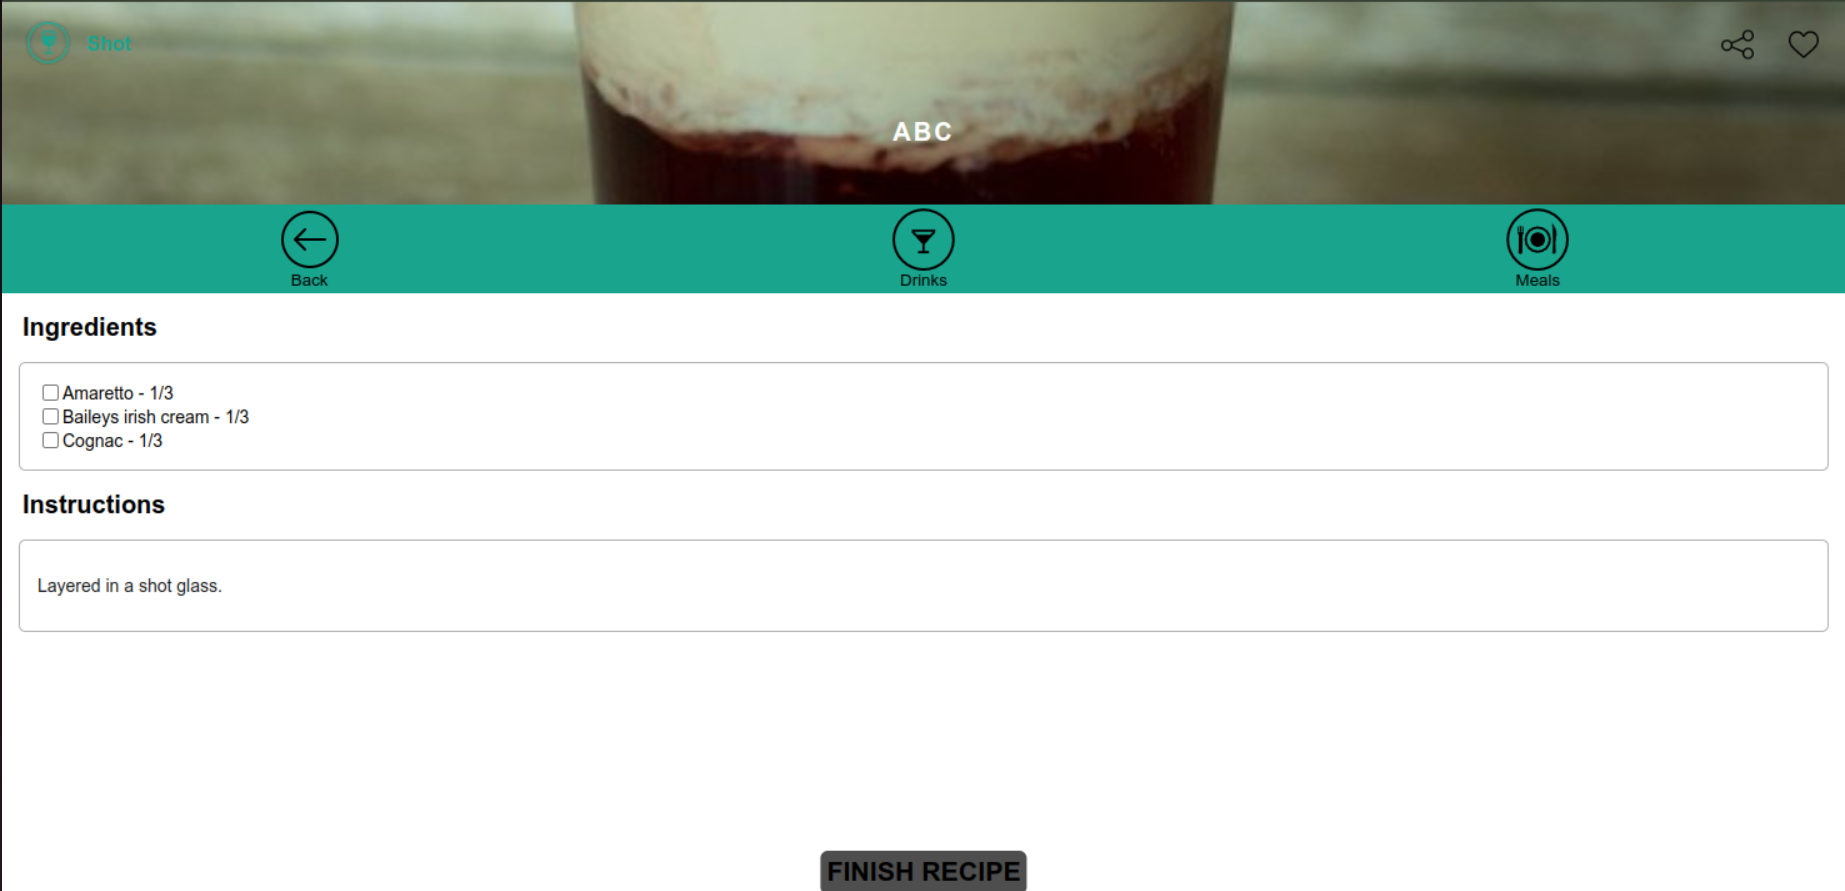 Shot
ABC
Back
Drinks
Meals
Ingredients
Amaretto - 1/3
Baileys irish cream - 1/3
Cognac - 1/3
Instructions
Layered in a shot glass.
FINISH RECIPE